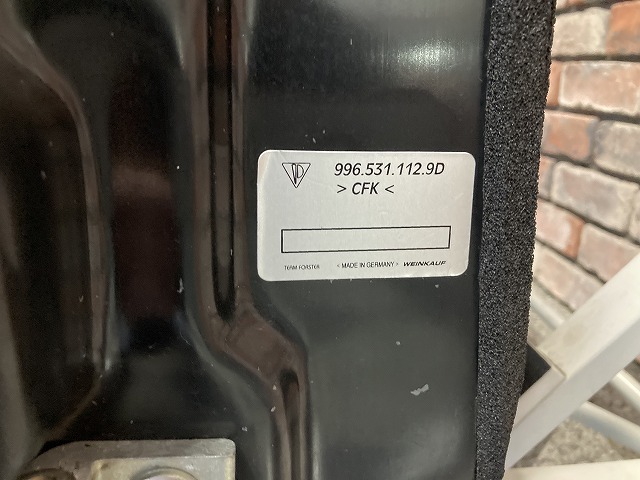 996.531.112.9D
> CFK <
TEAM FORSTER < MADE IN GERMANY > WEINKAUF